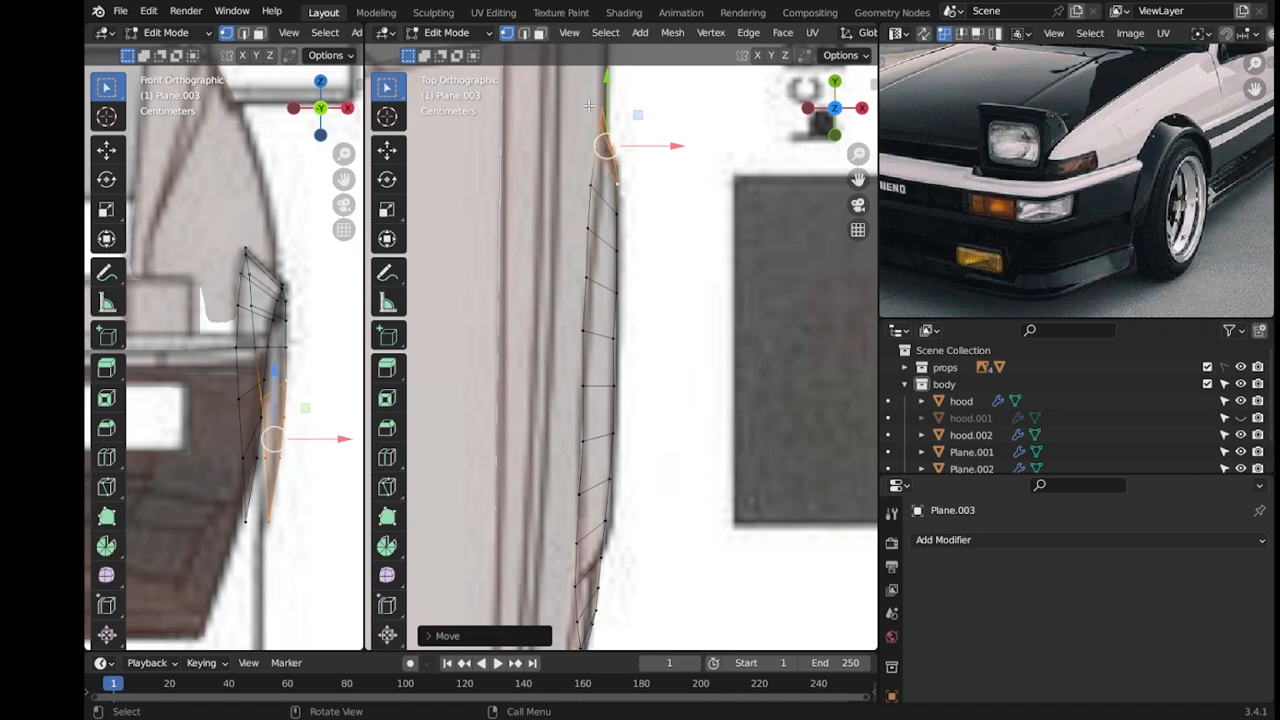 File Edit Render Window Help Layout Modeling Sculpting UV Editing Texture Paint Shading Animation Rendering Compositing Geometry Nodes Scene ViewLayer
Edit Mode View Select Ad Edit Mode View Select Add Mesh Vertex Edge Face UV Glob View Select Image UV
X Y Z Options X Y Z Options
Front Orthographic
(1) Plane.003
Centimeters
Top Orthographic
(1) Plane.003
Centimeters
Z
Y
X
Y
Z
X
UENO
Scene Collection
props 4
body
hood
hood.001
hood.002
Plane.001
Plane.002
Plane.003
Add Modifier
Move
Playback Keying View Marker 1 Start 1 End 250
1 20 40 60 80 100 120 140 160 180 200 220 240
Select Rotate View Call Menu 3.4.1